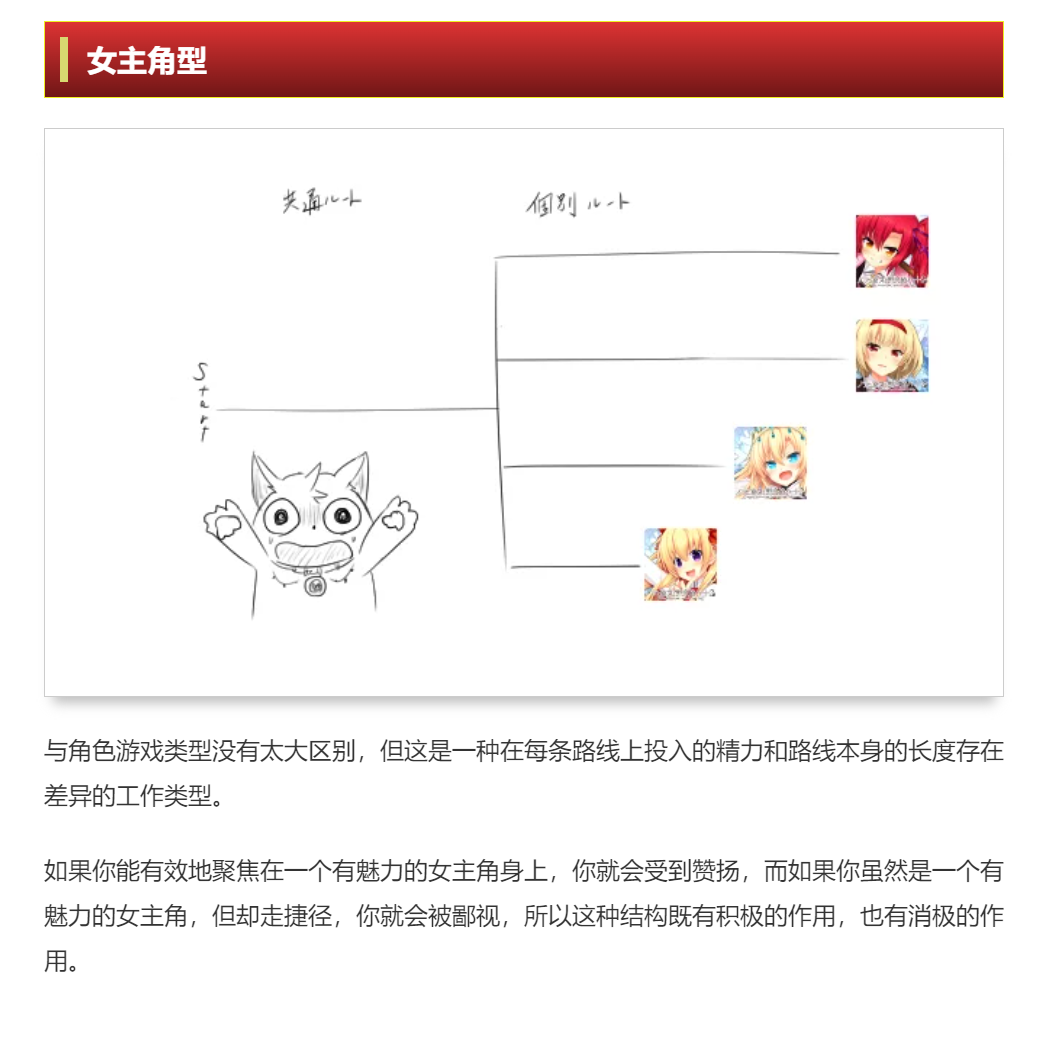 女主角型
共通ルート
個別ルート
Start
与角色游戏类型没有太大区别，但这是一种在每条路线上投入的精力和路线本身的长度存在
差异的工作类型。
如果你能有效地聚焦在一个有魅力的女主角身上，你就会受到赞扬，而如果你虽然是一个有
魅力的女主角，但却走捷径，你就会被鄙视，所以这种结构既有积极的作用，也有消极的作
用。